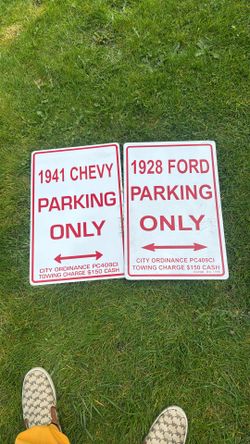 1941 CHEVY
PARKING
ONLY
CITY ORDINANCE PC409CI
TOWING CHARGE $150 CASH
1928 FORD
PARKING
ONLY
CITY ORDINANCE PC409CI
TOWING CHARGE $150 CASH